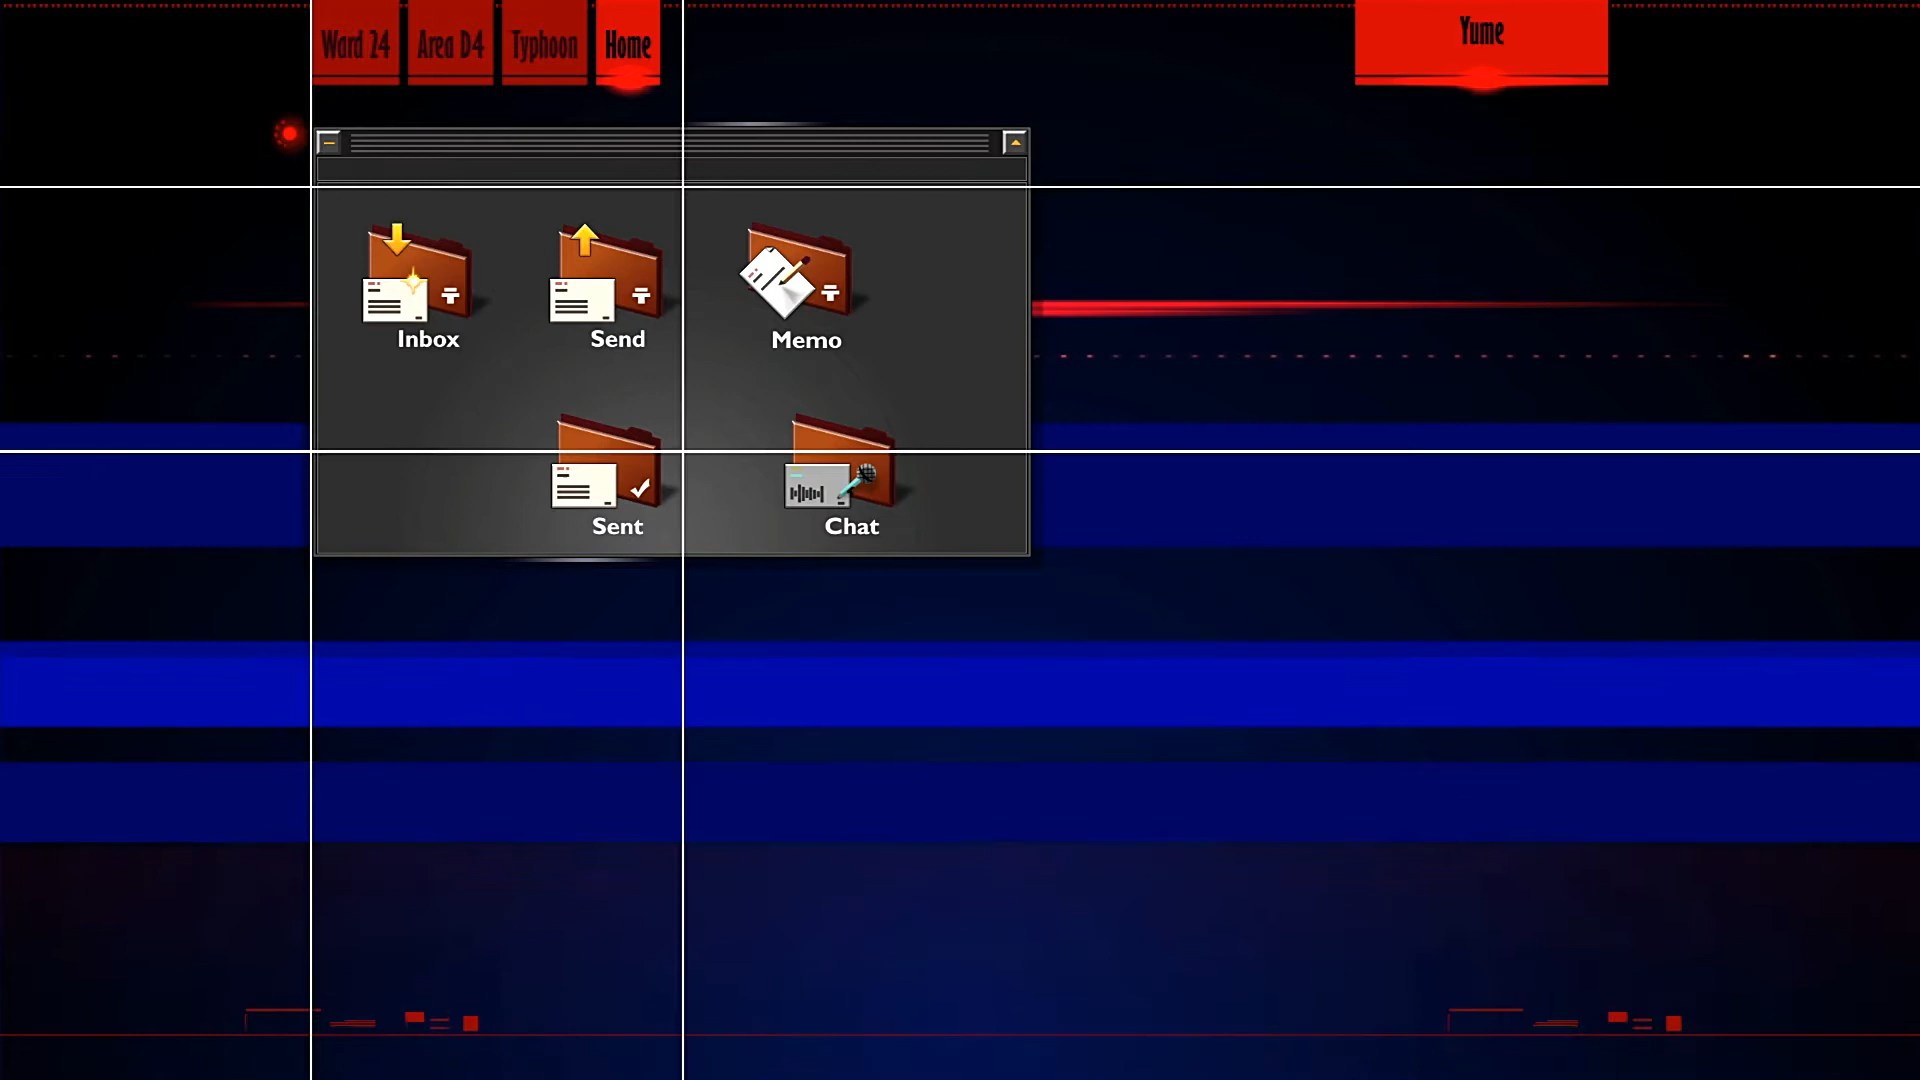 Ward 24
Area D4
Typhoon
Home
Yume
Inbox
Send
Memo
Sent
Chat